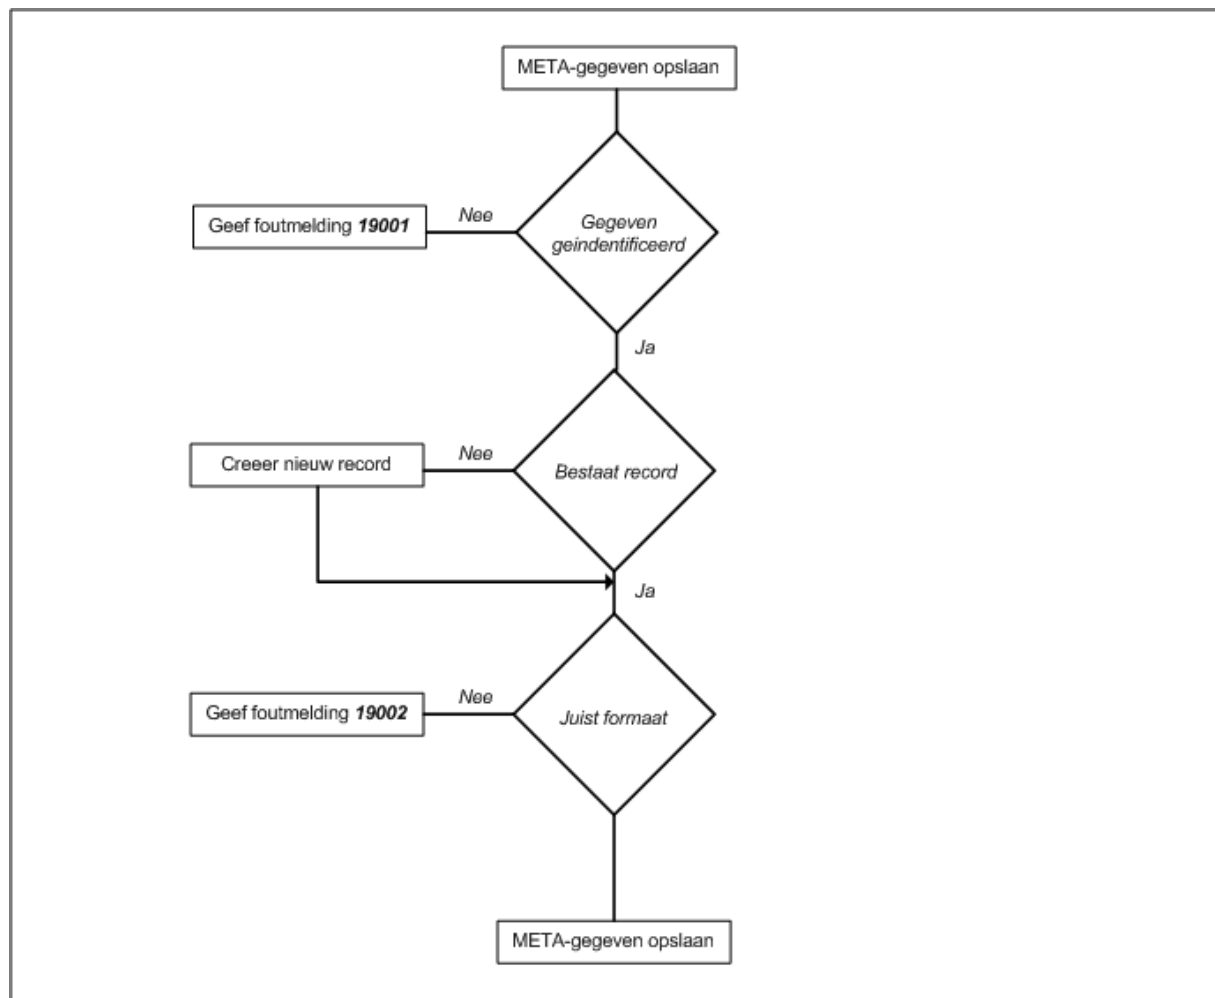 META-gegeven opslaan
Geef foutmelding 19001
Nee
Gegeven
geindentificeerd
Ja
Creeer nieuw record
Nee
Bestaat record
Ja
Geef foutmelding 19002
Nee
Juist formaat
META-gegeven opslaan